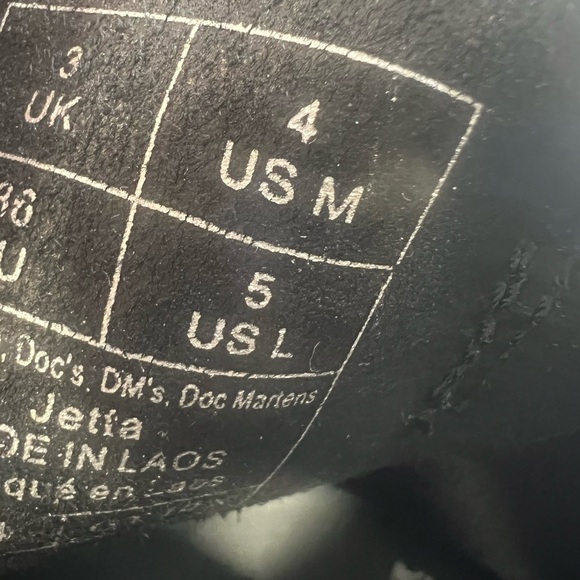 3
UK
4
US M
36
U
5
US L
, Doc's, DM's, Doc Martens
Jetta
DE IN LAOS
qué en Laos